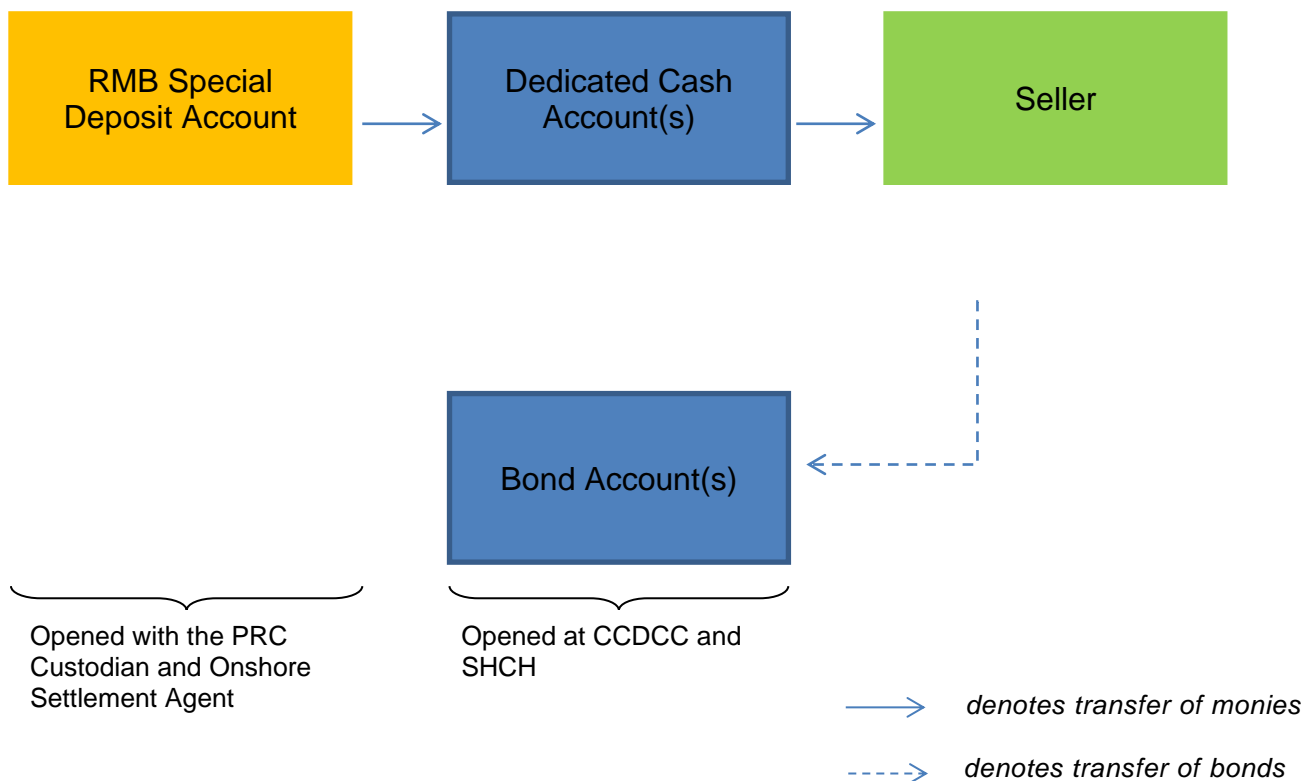 RMB Special
Deposit Account
Dedicated Cash
Account(s)
Seller
Bond Account(s)
Opened with the PRC
Custodian and Onshore
Settlement Agent
Opened at CCDCC and
SHCH
denotes transfer of monies
denotes transfer of bonds